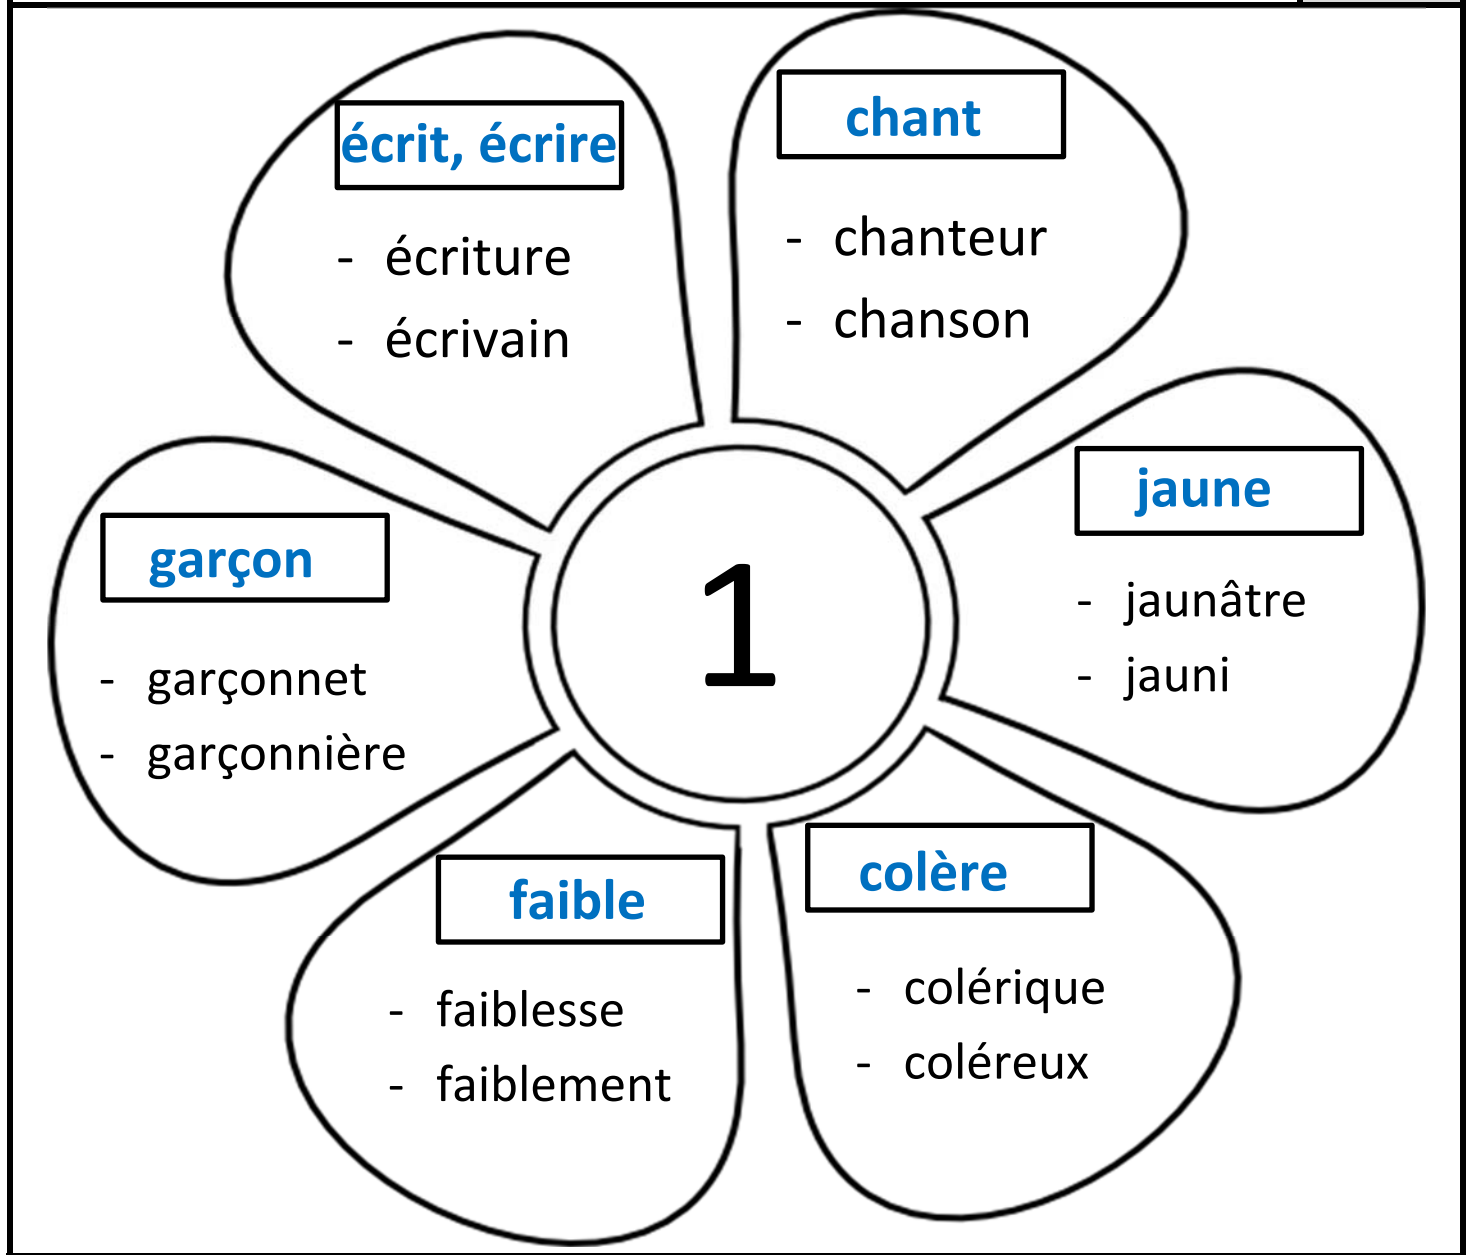 écrit, écrire
- écriture
- écrivain
chant
- chanteur
- chanson
jaune
- jaunâtre
- jauni
garçon
- garçonnet
- garçonnière
1
faible
- faiblesse
- faiblement
colère
- colérique
- coléreux